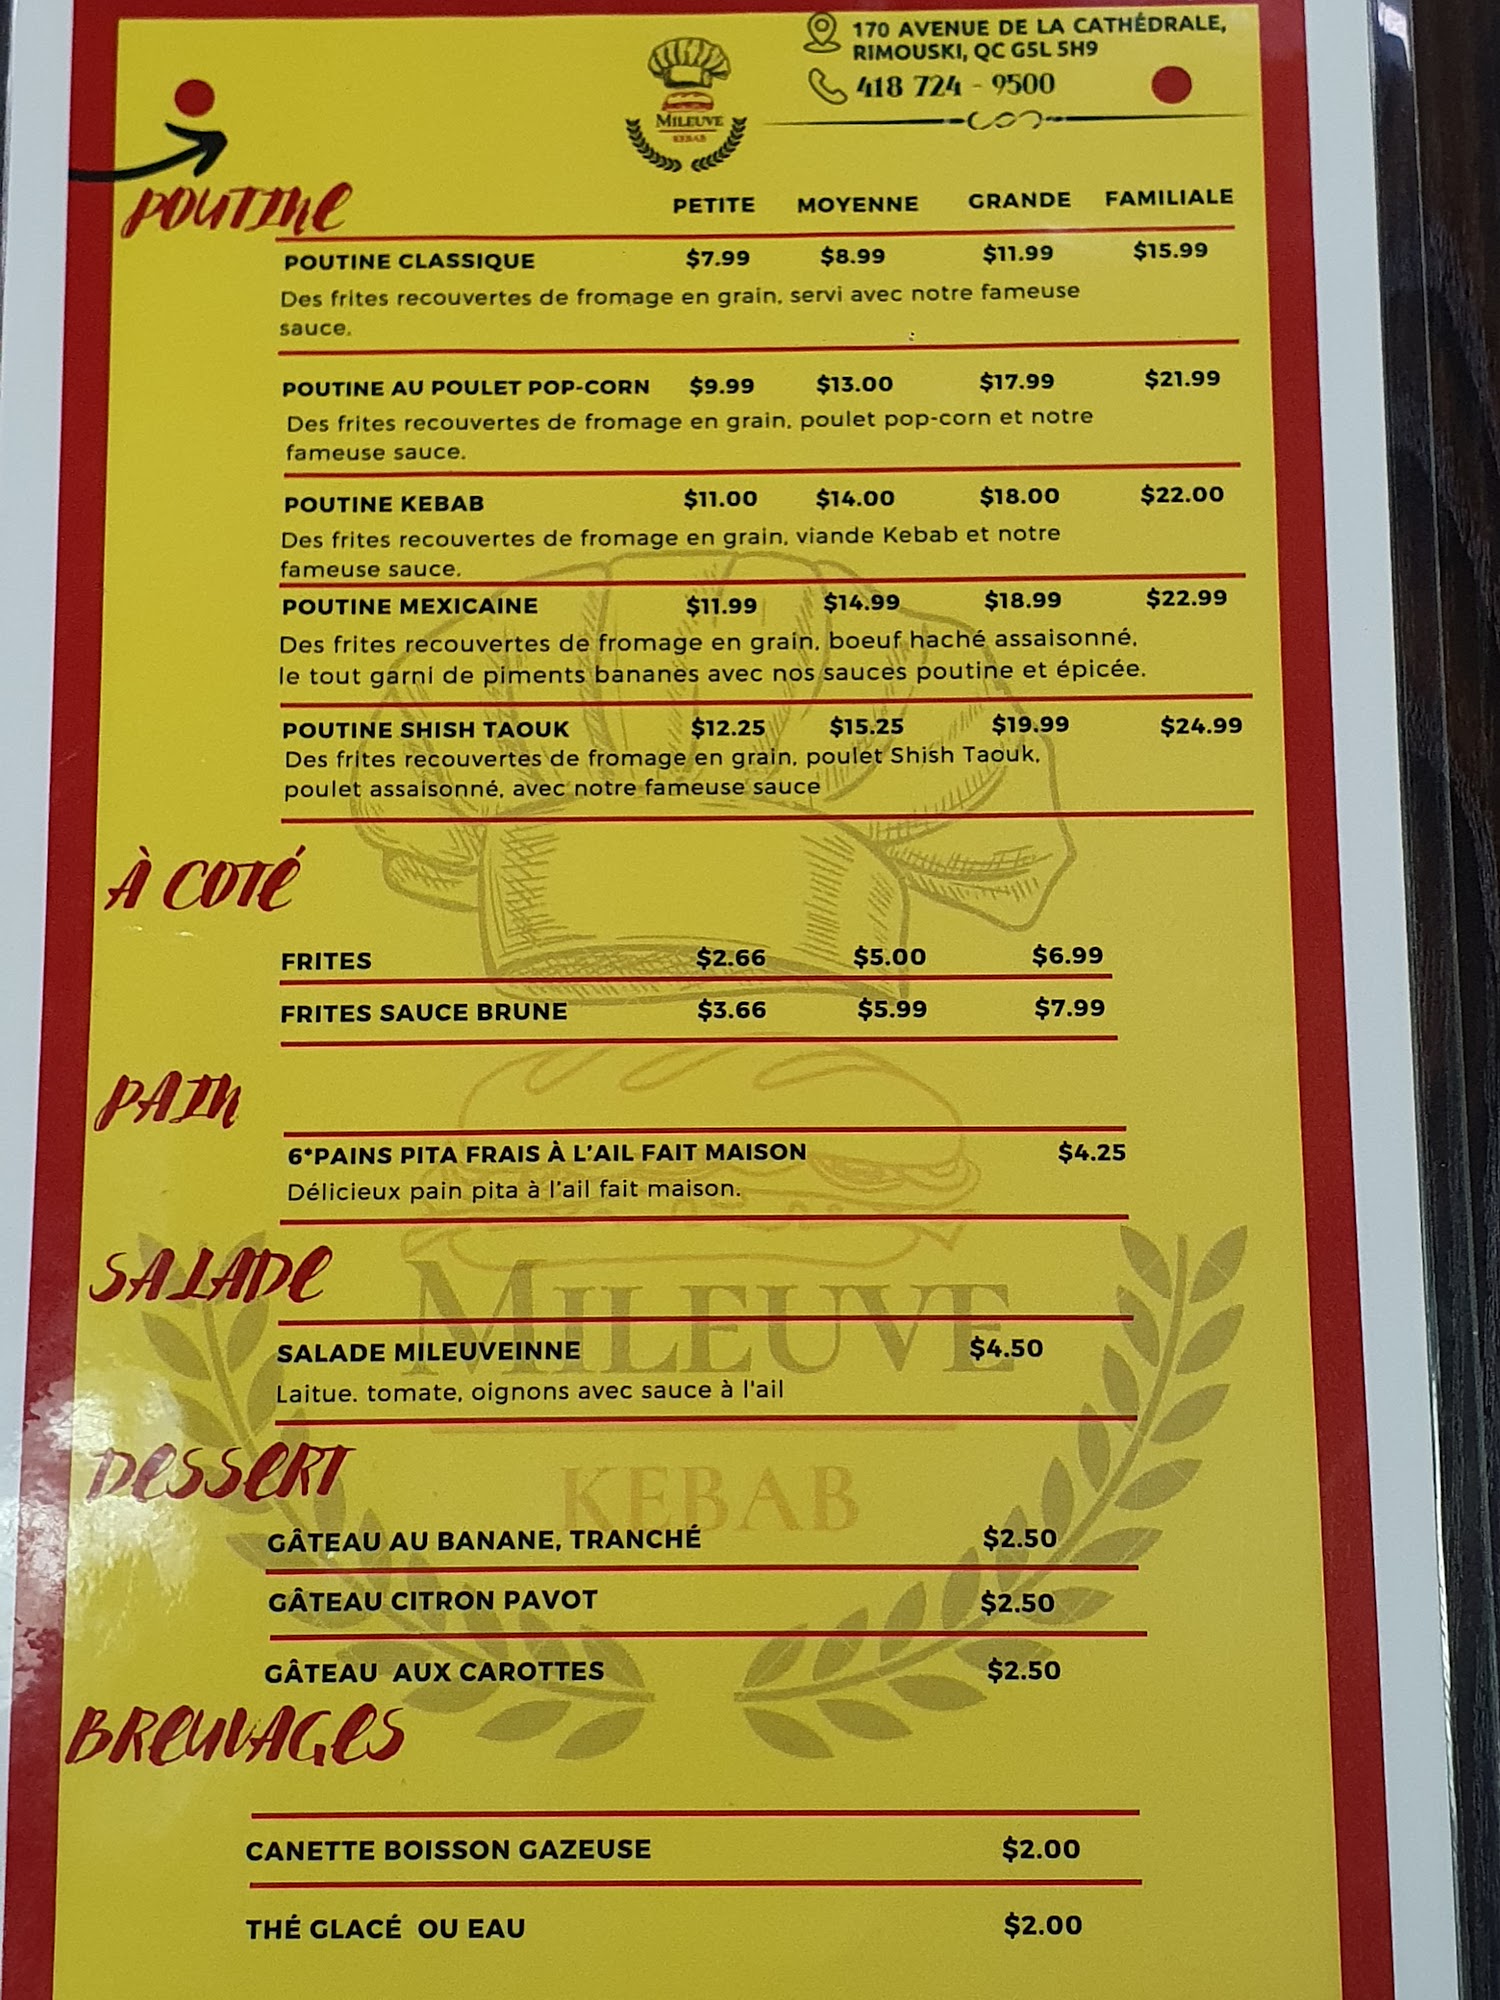 170 AVENUE DE LA CATHÉDRALE,
RIMOUSKI, QC G5L 5H9
418 724 - 9500
MILEUVE
KEBAB
POUTINE
PETITE MOYENNE GRANDE FAMILIALE
POUTINE CLASSIQUE $7.99 $8.99 $11.99 $15.99
Des frites recouvertes de fromage en grain, servi avec notre fameuse
sauce.
POUTINE AU POULET POP-CORN $9.99 $13.00 $17.99 $21.99
Des frites recouvertes de fromage en grain, poulet pop-corn et notre
fameuse sauce.
POUTINE KEBAB $11.00 $14.00 $18.00 $22.00
Des frites recouvertes de fromage en grain, viande Kebab et notre
fameuse sauce.
POUTINE MEXICAINE $11.99 $14.99 $18.99 $22.99
Des frites recouvertes de fromage en grain, boeuf haché assaisonné,
le tout garni de piments bananes avec nos sauces poutine et épicée.
POUTINE SHISH TAOUK $12.25 $15.25 $19.99 $24.99
Des frites recouvertes de fromage en grain, poulet Shish Taouk,
poulet assaisonné, avec notre fameuse sauce
À COTÉ
FRITES $2.66 $5.00 $6.99
FRITES SAUCE BRUNE $3.66 $5.99 $7.99
PAIN
6*PAINS PITA FRAIS À L'AIL FAIT MAISON $4.25
Délicieux pain pita à l'ail fait maison.
SALADE
MILEUVE
SALADE MILEUVEINNE $4.50
Laitue. tomate, oignons avec sauce à l'ail
DESSERT
KEBAB
GÂTEAU AU BANANE, TRANCHÉ $2.50
GÂTEAU CITRON PAVOT $2.50
GÂTEAU AUX CAROTTES $2.50
BREUVAGES
CANETTE BOISSON GAZEUSE $2.00
THÉ GLACÉ OU EAU $2.00